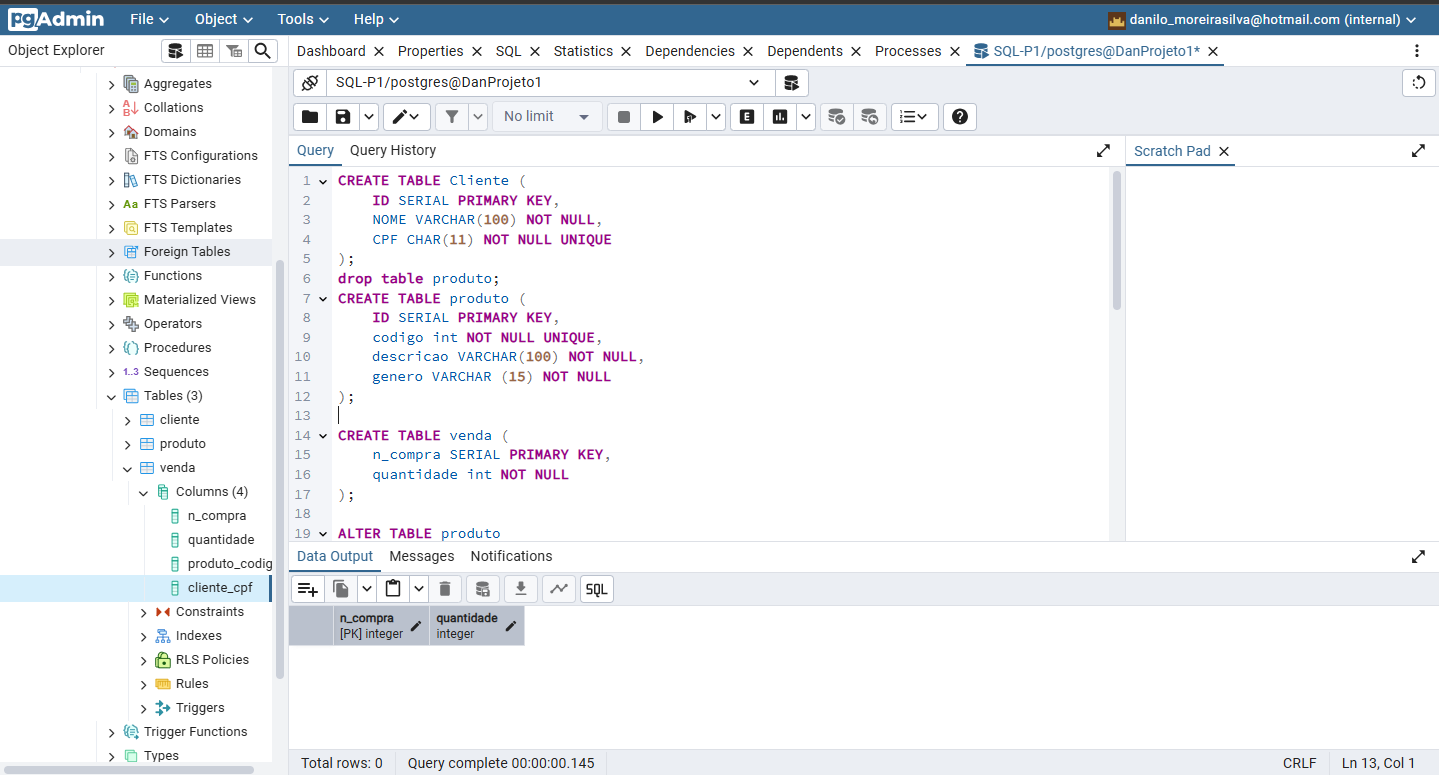 pgAdmin File Object Tools Help danilo_moreirasilva@hotmail.com (internal)
Object Explorer
Dashboard Properties SQL Statistics Dependencies Dependents Processes SQL-P1/postgres@DanProjeto1*
SQL-P1/postgres@DanProjeto1
No limit
E
Aggregates
Collations
Domains
FTS Configurations
FTS Dictionaries
Aa FTS Parsers
FTS Templates
Foreign Tables
Functions
Materialized Views
Operators
Procedures
1..3 Sequences
Tables (3)
cliente
produto
venda
Columns (4)
n_compra
quantidade
produto_codig
cliente_cpf
Constraints
Indexes
RLS Policies
Rules
Triggers
Trigger Functions
Types
Query Query History
Scratch Pad
1 CREATE TABLE Cliente (
2 ID SERIAL PRIMARY KEY,
3 NOME VARCHAR(100) NOT NULL,
4 CPF CHAR(11) NOT NULL UNIQUE
5 );
6 drop table produto;
7 CREATE TABLE produto (
8 ID SERIAL PRIMARY KEY,
9 codigo int NOT NULL UNIQUE,
10 descricao VARCHAR(100) NOT NULL,
11 genero VARCHAR (15) NOT NULL
12 );
13
14 CREATE TABLE venda (
15 n_compra SERIAL PRIMARY KEY,
16 quantidade int NOT NULL
17 );
18
19 ALTER TABLE produto
Data Output Messages Notifications
SQL
n_compra quantidade
[PK] integer integer
Total rows: 0 Query complete 00:00:00.145 CRLF Ln 13, Col 1